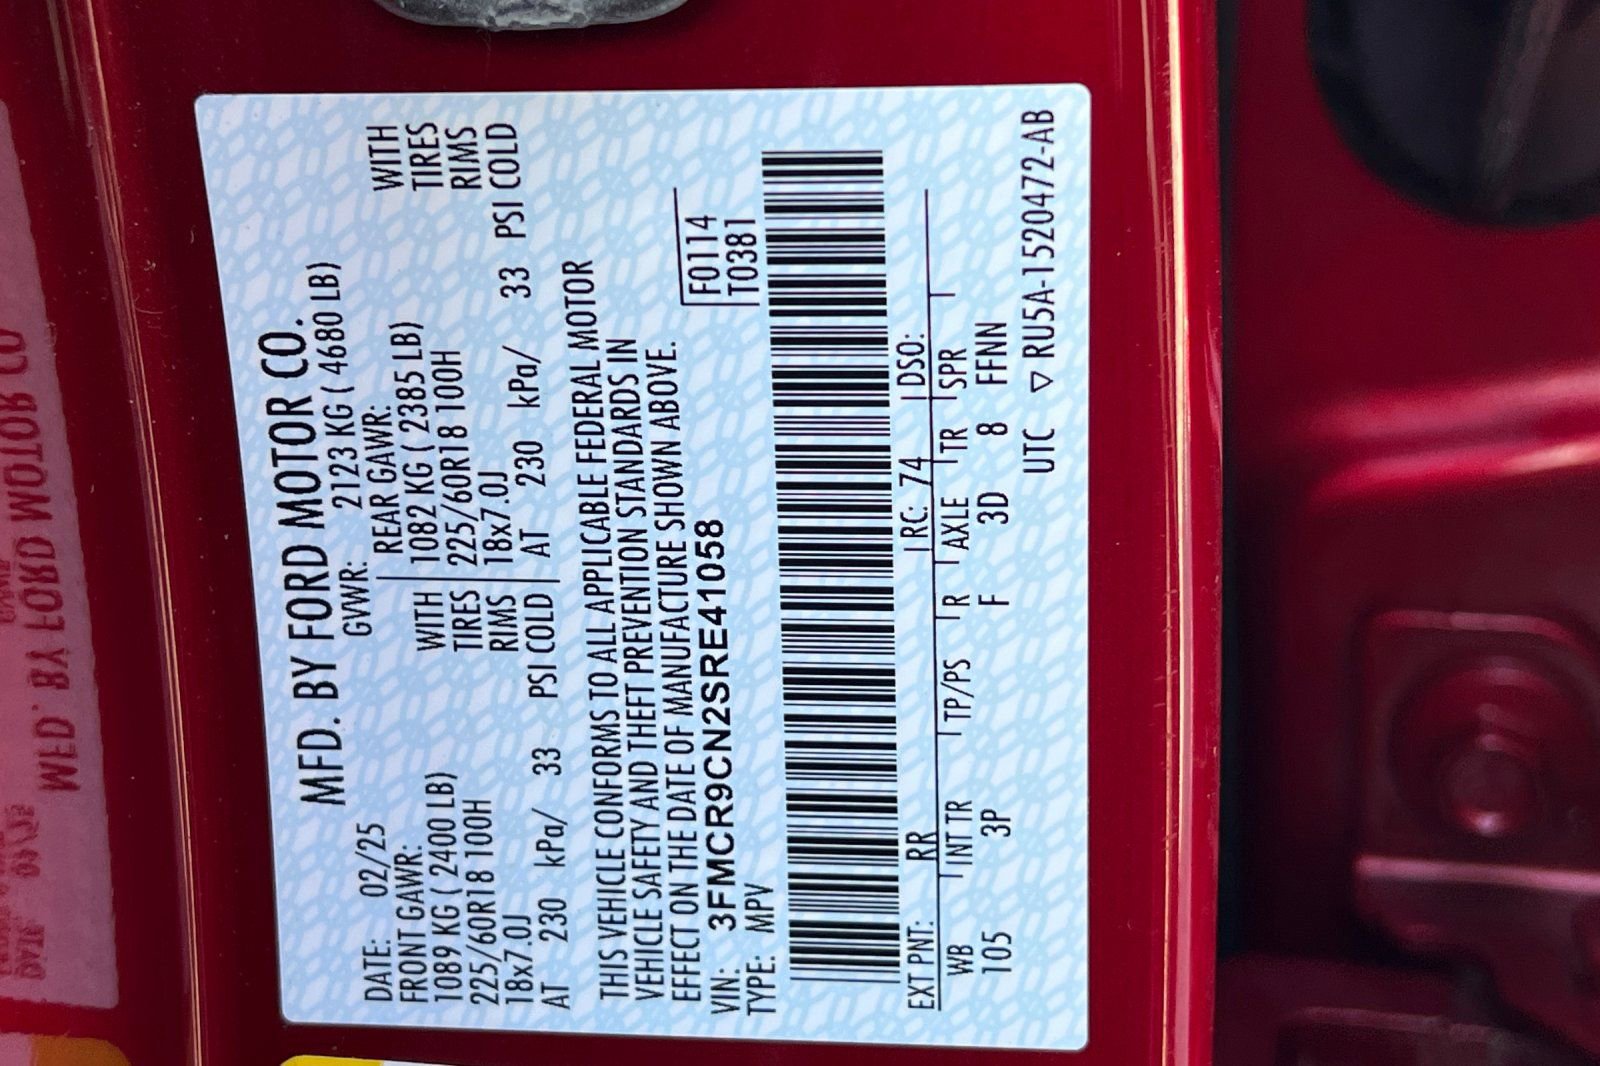 MFD. BY FORD MOTOR CO.
DATE: 02/25 GVWR: 2123 KG ( 4680 LB)
FRONT GAWR: REAR GAWR:
1089 KG ( 2400 LB) WITH 1082 KG ( 2385 LB) WITH
225/60R18 100H TIRES 225/60R18 100H TIRES
18x7.0J RIMS 18x7.0J RIMS
AT 230 kPa/ 33 PSI COLD AT 230 kPa/ 33 PSI COLD
THIS VEHICLE CONFORMS TO ALL APPLICABLE FEDERAL MOTOR
VEHICLE SAFETY AND THEFT PREVENTION STANDARDS IN
EFFECT ON THE DATE OF MANUFACTURE SHOWN ABOVE.
VIN: 3FMCR9CN2SRE41058 F0114
TYPE: MPV T0381
EXT PNT: RR RC: 74 DSO:
WB INT TR TP/PS R AXLE TR SPR
105 3P F 3D 8 FFNN
UTC ▽ RU5A-1520472-AB